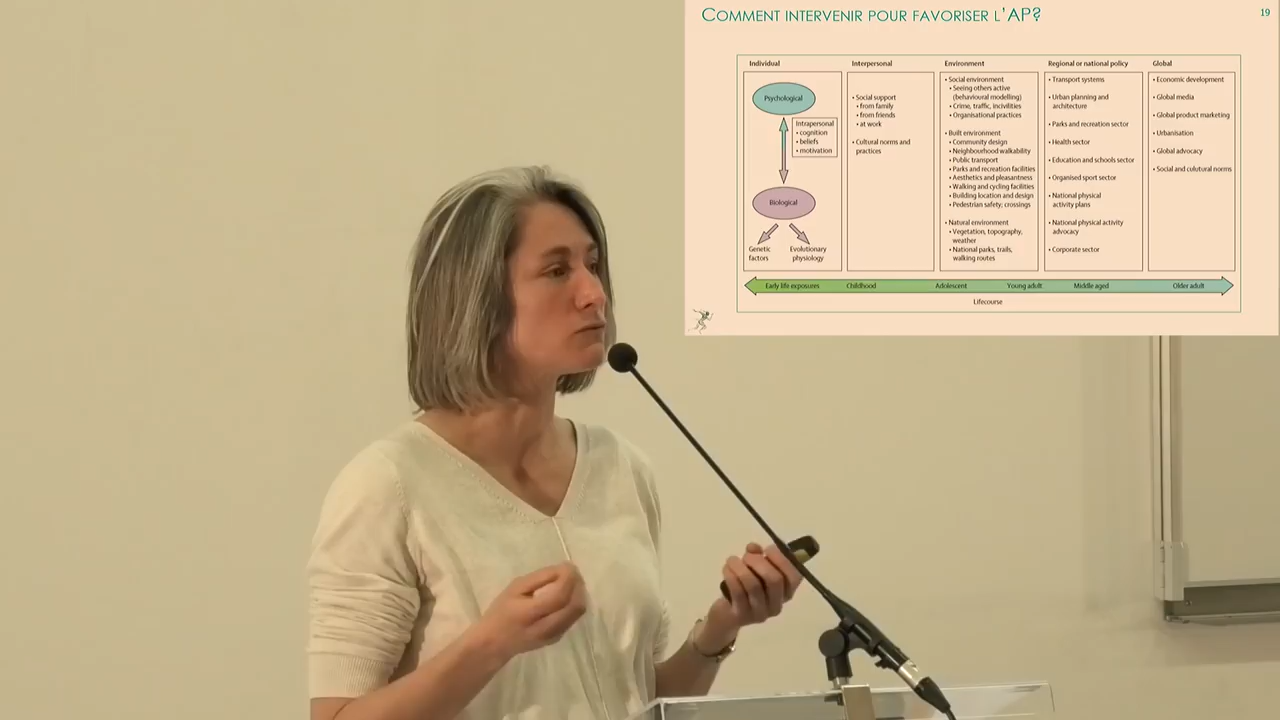 COMMENT INTERVENIR POUR FAVORISER L'AP?
19
Individual
Psychological
Intrapersonal
• cognition
• beliefs
• motivation
Biological
Genetic
factors
Evolutionary
physiology
Interpersonal
• Social support
• from family
• from friends
• at work
• Cultural norms and
practices
Environment
• Social environment
• Seeing others active
(behavioural modelling)
• Crime, traffic, incivilities
• Organisational practices
• Built environment
• Community design
• Neighbourhood walkability
• Public transport
• Parks and recreation facilities
• Aesthetics and pleasantness
• Walking and cycling facilities
• Building location and design
• Pedestrian safety; crossings
• Natural environment
• Vegetation, topography,
weather
• National parks, trails,
walking routes
Regional or national policy
• Transport systems
• Urban planning and
architecture
• Parks and recreation sector
• Health sector
• Education and schools sector
• Organised sport sector
• National physical
activity plans
• National physical activity
advocacy
• Corporate sector
Global
• Economic development
• Global media
• Global product marketing
• Urbanisation
• Global advocacy
• Social and culutural norms
Early life exposures
Childhood
Adolescent
Young adult
Middle aged
Older adult
Lifecourse